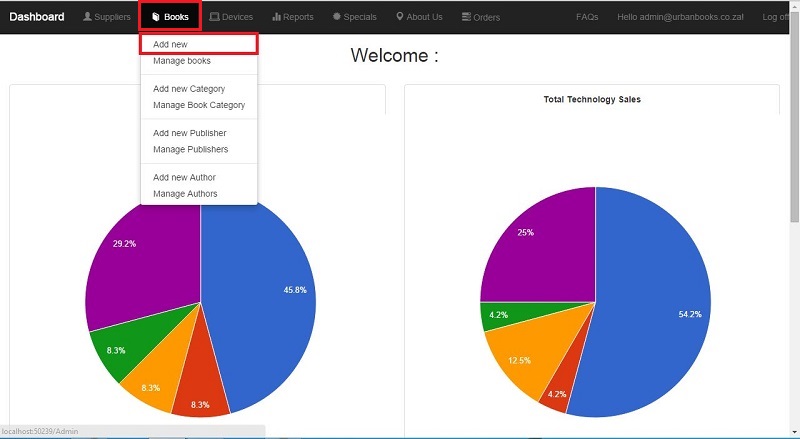 Dashboard Suppliers Books Devices Reports Specials About Us Orders FAQs Hello admin@urbanbooks.co.za! Log off
Add new
Manage books
Add new Category
Manage Book Category
Add new Publisher
Manage Publishers
Add new Author
Manage Authors
Welcome :
Total Technology Sales
29.2%
45.8%
8.3%
8.3%
8.3%
25%
54.2%
4.2%
12.5%
4.2%
localhost:50239/Admin